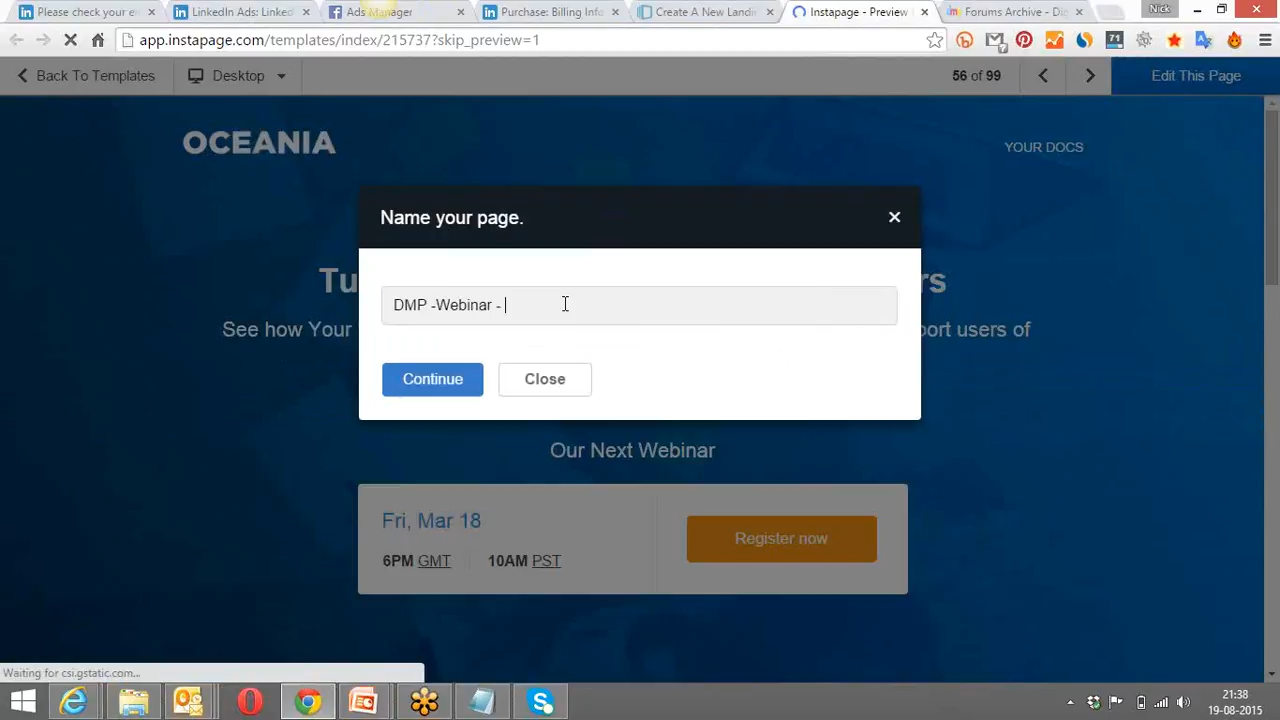 Please check your e
LinkedIn Ads: Linked
Ads Manager
Purchase: Billing Info
Create A New Landi
Instapage - Preview
Forums Archive - Di
Nick
app.instapage.com/templates/index/215737?skip_preview=1
71
Back To Templates
Desktop
56 of 99
Edit This Page
OCEANIA
YOUR DOCS
Name your page.
Tu
rs
DMP -Webinar -
See how Your
port users of
Continue
Close
Our Next Webinar
Fri, Mar 18
Register now
6PM GMT
10AM PST
Waiting for csi.gstatic.com...
21:38
19-08-2015